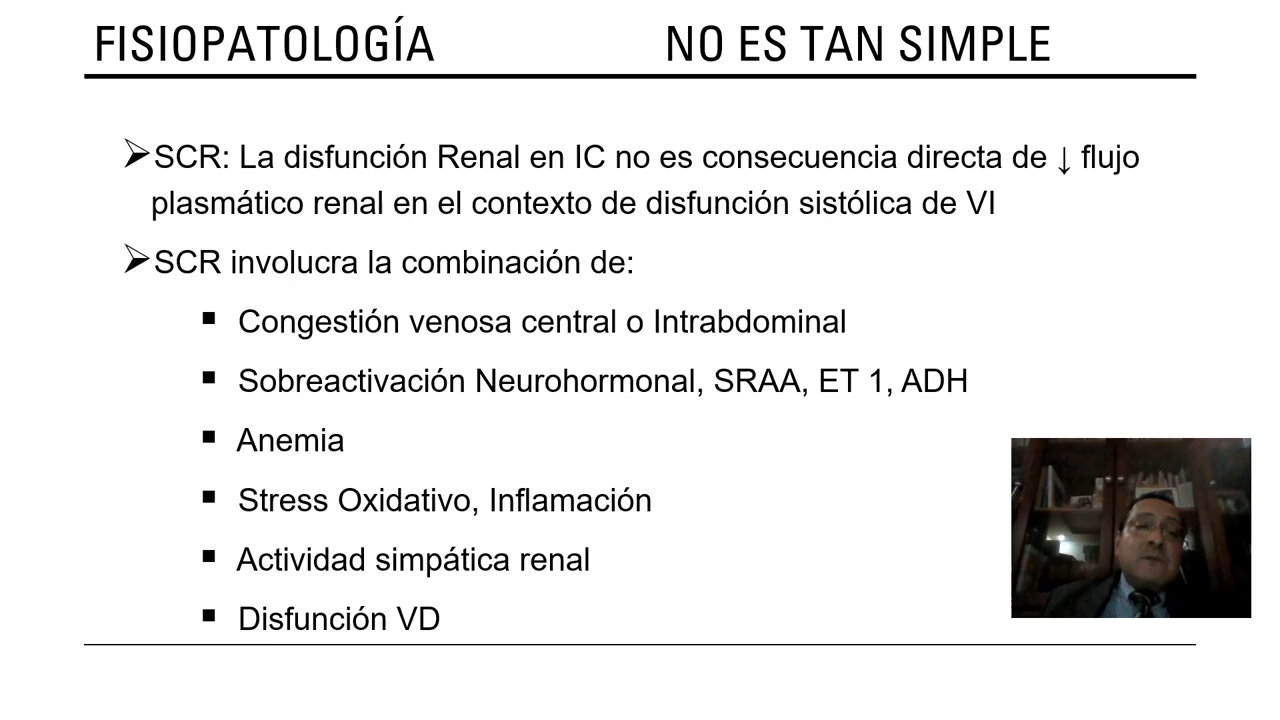 FISIOPATOLOGÍA NO ES TAN SIMPLE
➢SCR: La disfunción Renal en IC no es consecuencia directa de ↓ flujo
plasmático renal en el contexto de disfunción sistólica de VI
➢SCR involucra la combinación de:
▪ Congestión venosa central o Intrabdominal
▪ Sobreactivación Neurohormonal, SRAA, ET 1, ADH
▪ Anemia
▪ Stress Oxidativo, Inflamación
▪ Actividad simpática renal
▪ Disfunción VD